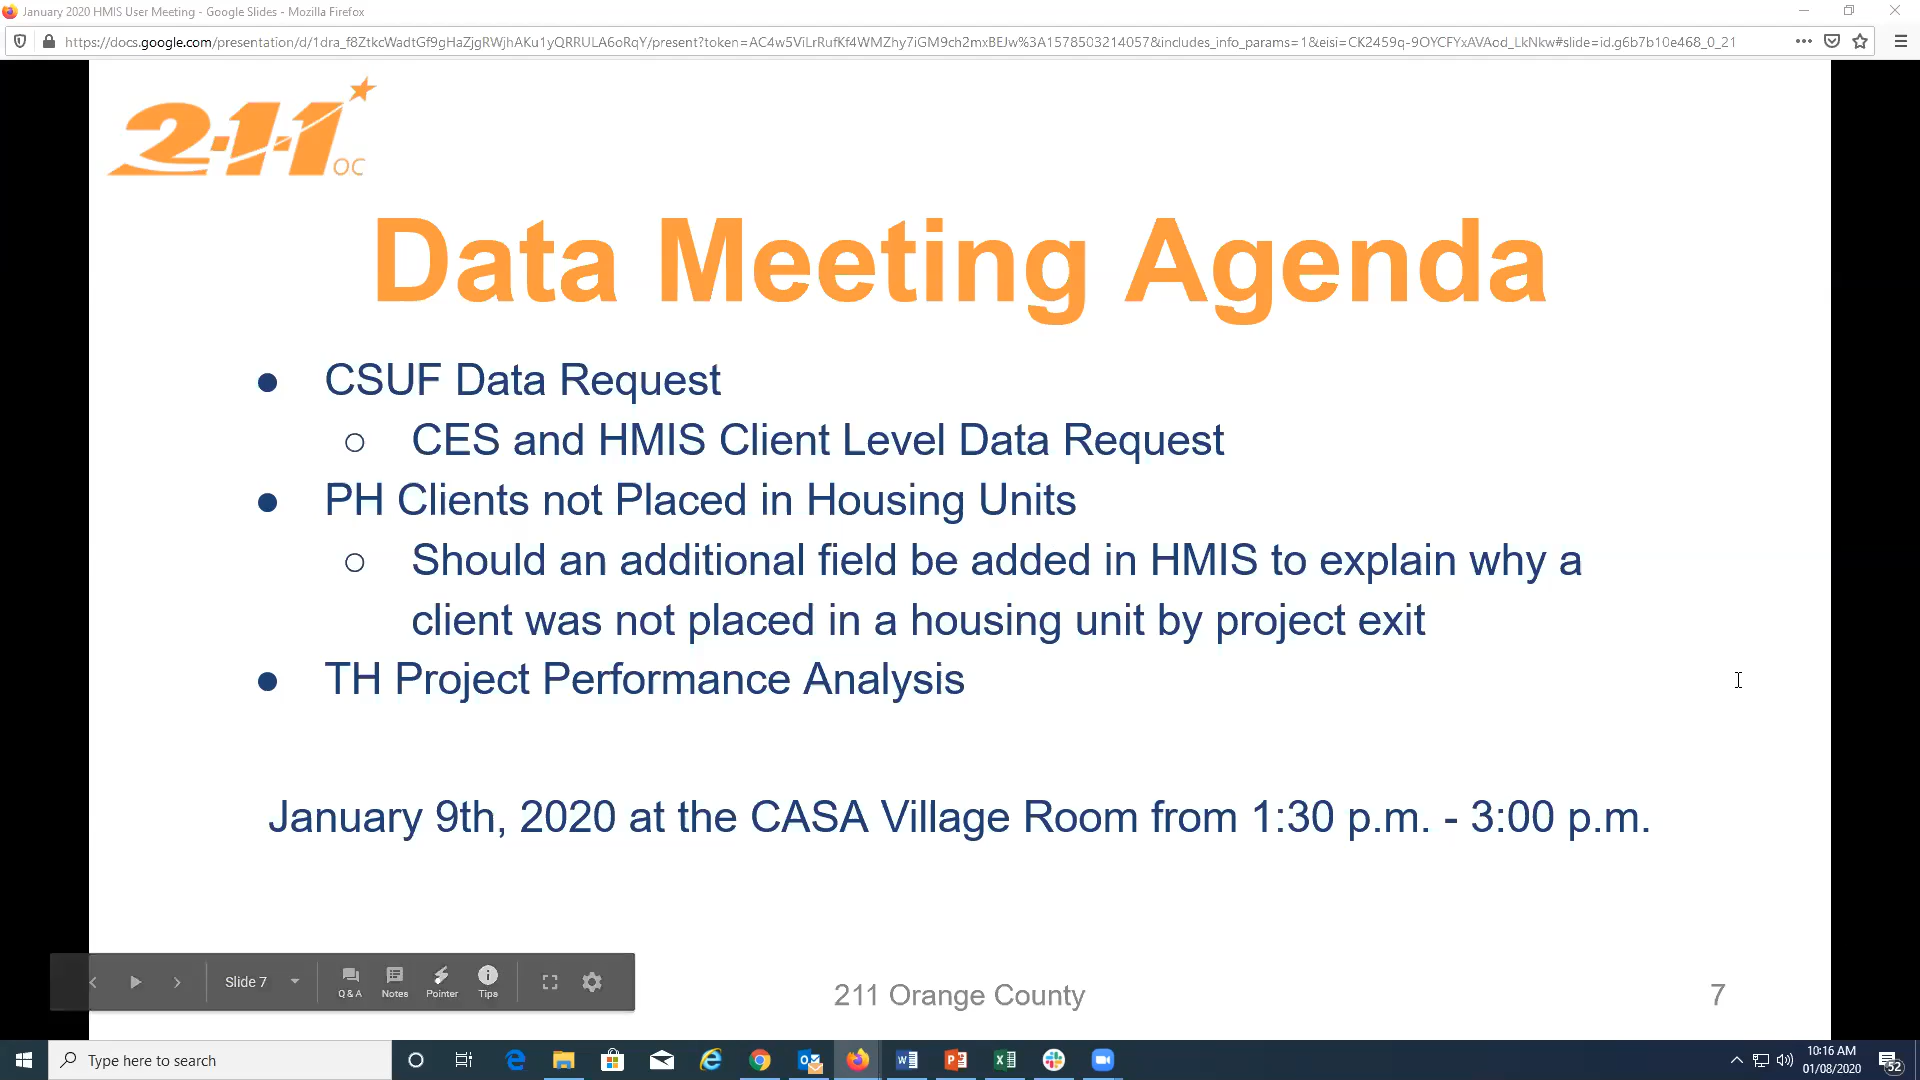 January 2020 HMIS User Meeting - Google Slides - Mozilla Firefox
https://docs.google.com/presentation/d/1dra_f8ZtkcWadtGf9gHaZjgRWjhAKu1yQRRULA6oRqY/present?token=AC4w5ViLrRufKf4WMZhy7iGM9ch2mxBEJw%3A1578503214057&includes_info_params=1&eisi=CK2459q-9OYCFYxAVAod_LkNkw#slide=id.g6b7b10e468_0_21
2-1-1 OC
Data Meeting Agenda
● CSUF Data Request
○ CES and HMIS Client Level Data Request
● PH Clients not Placed in Housing Units
○ Should an additional field be added in HMIS to explain why a
client was not placed in a housing unit by project exit
● TH Project Performance Analysis
January 9th, 2020 at the CASA Village Room from 1:30 p.m. - 3:00 p.m.
Slide 7
Q & A
Notes
Pointer
Tips
211 Orange County
7
Type here to search
10:16 AM
01/08/2020
52